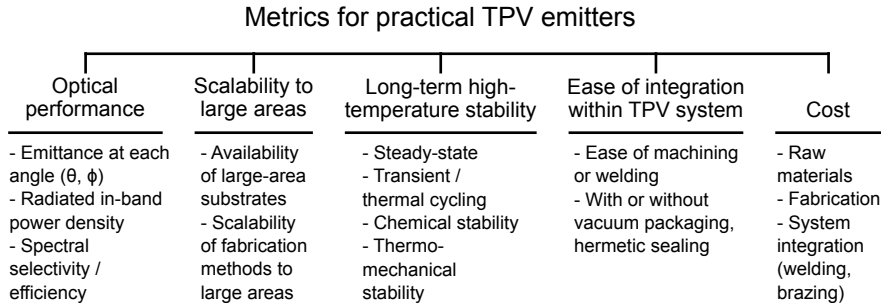 Metrics for practical TPV emitters
Optical
performance
- Emittance at each
angle (θ, ϕ)
- Radiated in-band
power density
- Spectral
selectivity /
efficiency
Scalability to
large areas
- Availability
of large-area
substrates
- Scalability
of fabrication
methods to
large areas
Long-term high-
temperature stability
- Steady-state
- Transient /
thermal cycling
- Chemical stability
- Thermo-
mechanical
stability
Ease of integration
within TPV system
- Ease of machining
or welding
- With or without
vacuum packaging,
hermetic sealing
Cost
- Raw
materials
- Fabrication
- System
integration
(welding,
brazing)